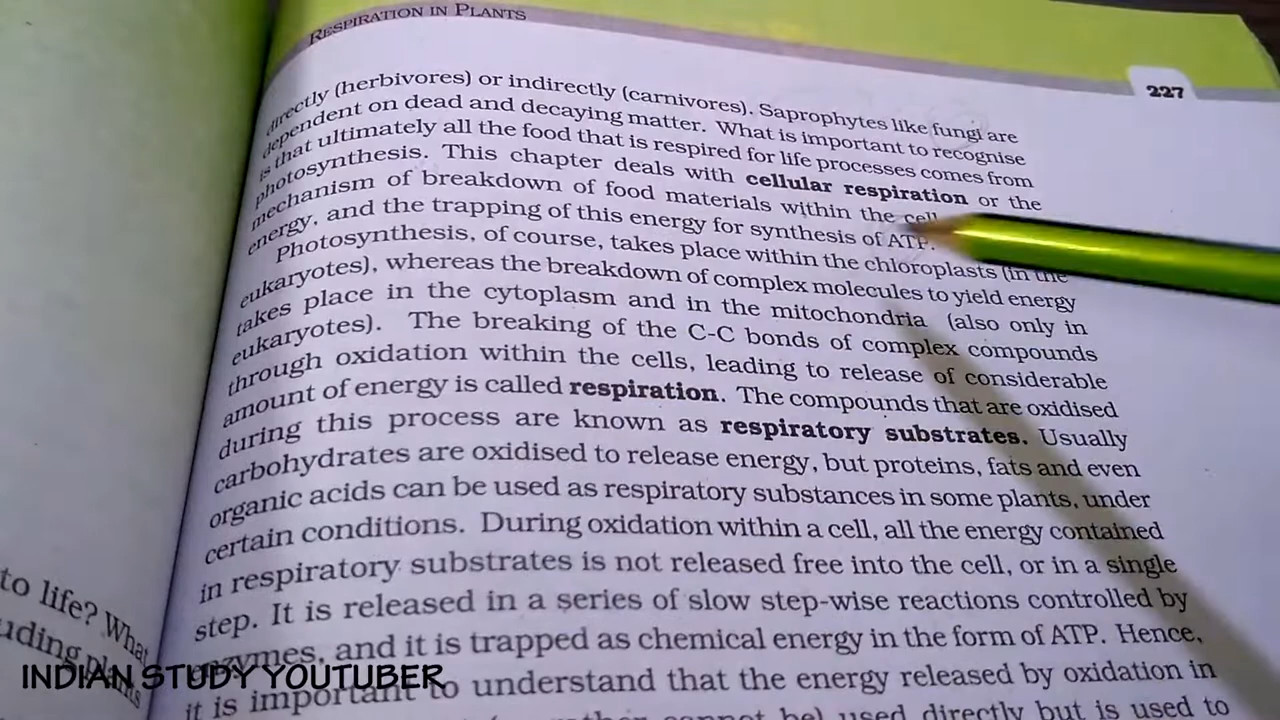 RESPIRATION IN PLANTS
227
directly (herbivores) or indirectly (carnivores). Saprophytes like fungi are
dependent on dead and decaying matter. What is important to recognise
is that ultimately all the food that is respired for life processes comes from
photosynthesis. This chapter deals with cellular respiration or the
mechanism of breakdown of food materials within the cell
energy, and the trapping of this energy for synthesis of ATP.
Photosynthesis, of course, takes place within the chloroplasts (in the
eukaryotes), whereas the breakdown of complex molecules to yield energy
takes place in the cytoplasm and in the mitochondria (also only in
eukaryotes). The breaking of the C-C bonds of complex compounds
through oxidation within the cells, leading to release of considerable
amount of energy is called respiration. The compounds that are oxidised
during this process are known as respiratory substrates. Usually
carbohydrates are oxidised to release energy, but proteins, fats and even
organic acids can be used as respiratory substances in some plants, under
certain conditions. During oxidation within a cell, all the energy contained
in respiratory substrates is not released free into the cell, or in a single
step. It is released in a series of slow step-wise reactions controlled by
enzymes, and it is trapped as chemical energy in the form of ATP. Hence,
it is important to understand that the energy released by oxidation in
used directly but is used to
to life? What
INDIAN STUDY YOUTUBER